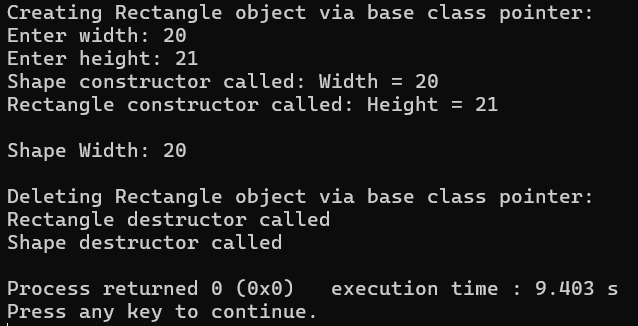 Creating Rectangle object via base class pointer:
Enter width: 20
Enter height: 21
Shape constructor called: Width = 20
Rectangle constructor called: Height = 21
Shape Width: 20
Deleting Rectangle object via base class pointer:
Rectangle destructor called
Shape destructor called
Process returned 0 (0x0)   execution time : 9.403 s
Press any key to continue.